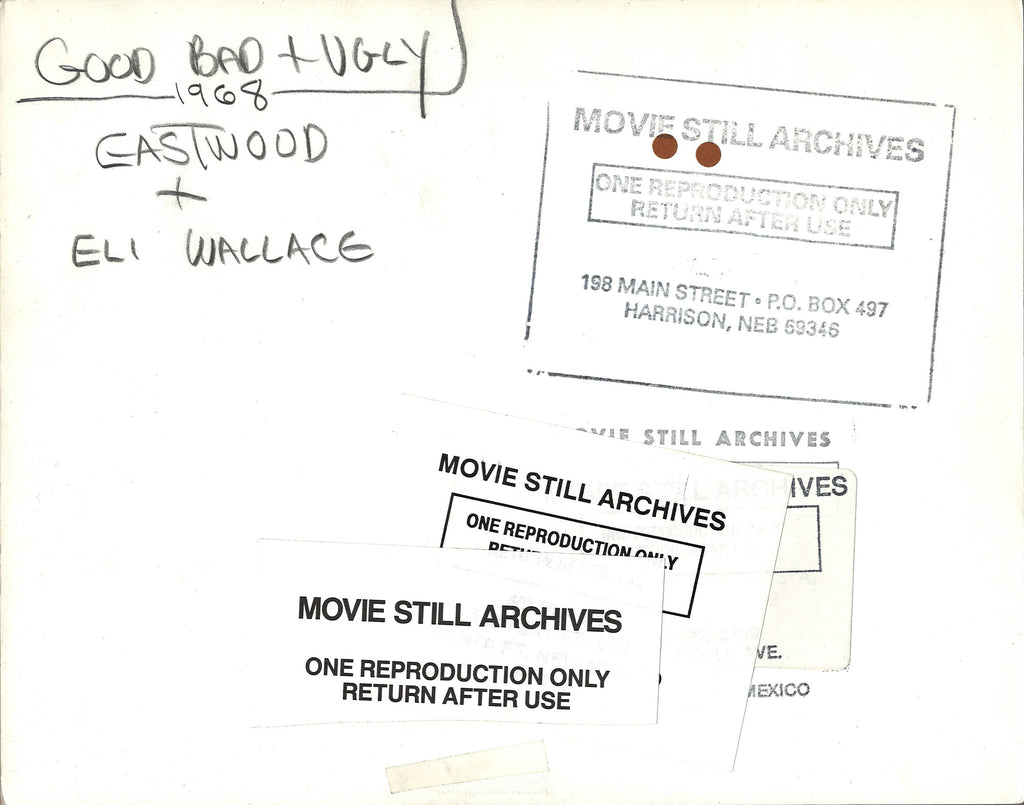 GOOD BAD + UGLY
1968
EASTWOOD
+
ELI WALLACE
MOVIE STILL ARCHIVES
ONE REPRODUCTION ONLY
RETURN AFTER USE
198 MAIN STREET • P.O. BOX 497
HARRISON, NEB 69346
OVIE STILL ARCHIVES
IVES
MOVIE STILL ARCHIVES
ONE REPRODUCTION ONLY
MOVIE STILL ARCHIVES
ONE REPRODUCTION ONLY
RETURN AFTER USE
VE.
MEXICO